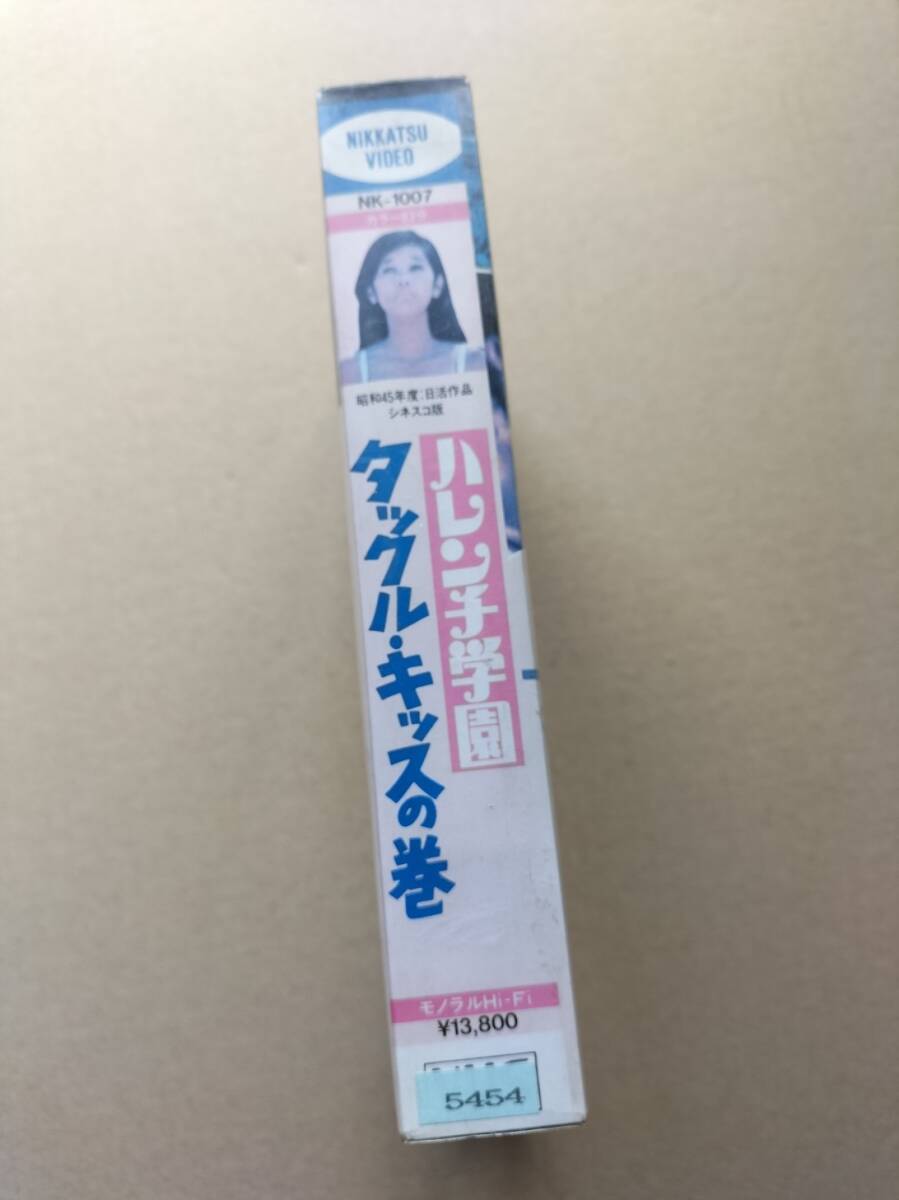 NIKKATSU
VIDEO
NK-1007
昭和45年度:日活作品
シネスコ版
ハレンチ学園
タックル・キッスの巻
モノラルHi-Fi
¥13,800
5454